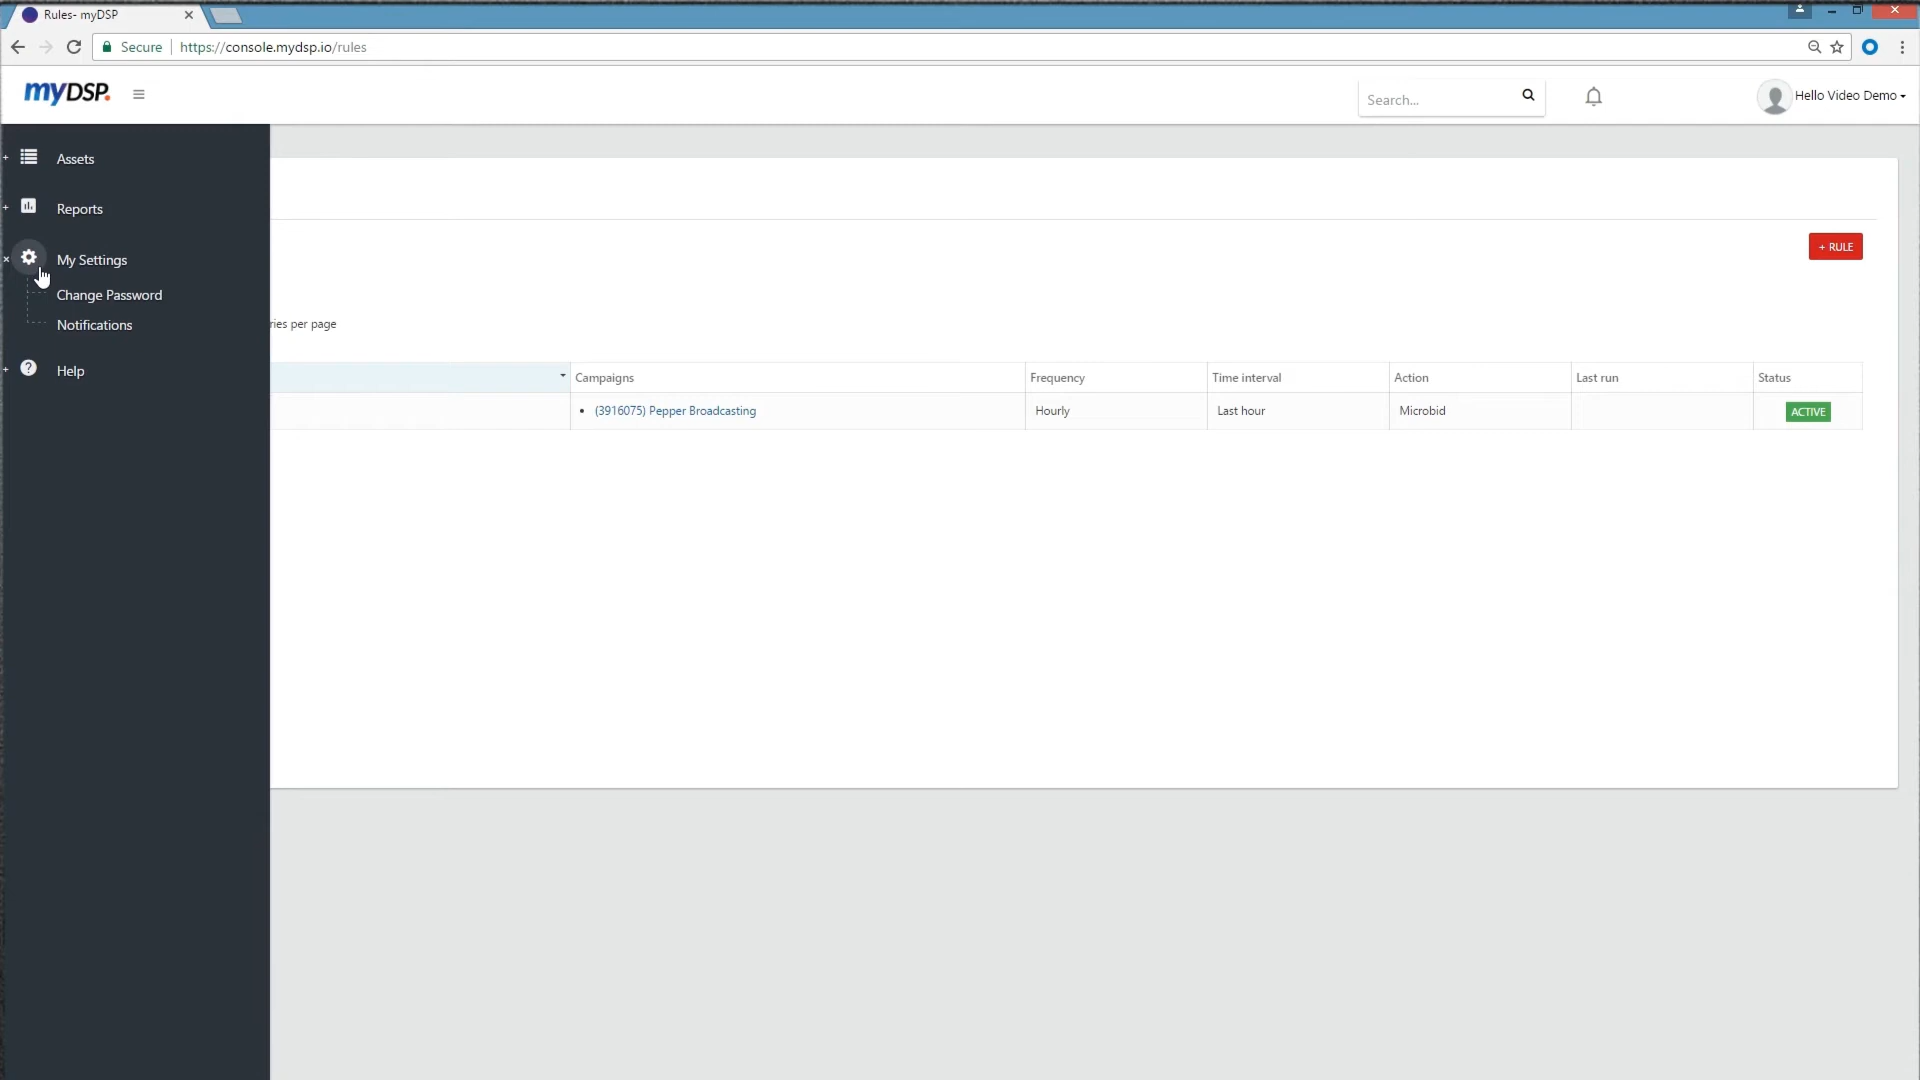 Rules- myDSP
Secure https://console.mydsp.io/rules
myDSP.
Search...
Hello Video Demo
Assets
Reports
My Settings
Change Password
Notifications
Help
+ RULE
ries per page
Campaigns Frequency Time interval Action Last run Status
(3916075) Pepper Broadcasting Hourly Last hour Microbid ACTIVE